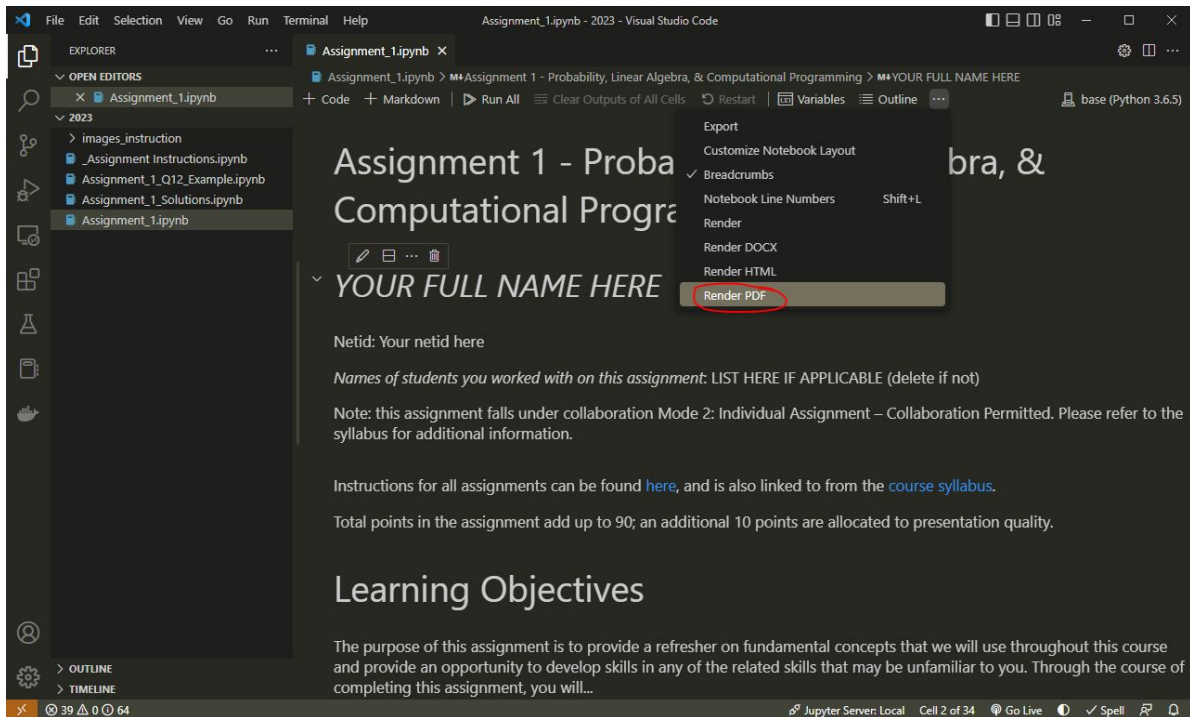 File Edit Selection View Go Run Terminal Help
Assignment_1.ipynb - 2023 - Visual Studio Code
EXPLORER
OPEN EDITORS
Assignment_1.ipynb
2023
images_instruction
_Assignment Instructions.ipynb
Assignment_1_Q12_Example.ipynb
Assignment_1_Solutions.ipynb
Assignment_1.ipynb
OUTLINE
TIMELINE
Assignment_1.ipynb
Assignment_1.ipynb > M↓Assignment 1 - Probability, Linear Algebra, & Computational Programming > M↓YOUR FULL NAME HERE
+ Code + Markdown | Run All Clear Outputs of All Cells Restart | Variables Outline ... base (Python 3.6.5)
Export
Customize Notebook Layout
Breadcrumbs
Notebook Line Numbers Shift+L
Render
Render DOCX
Render HTML
Render PDF
Assignment 1 - Proba bra, &
Computational Progra
YOUR FULL NAME HERE
Netid: Your netid here
Names of students you worked with on this assignment: LIST HERE IF APPLICABLE (delete if not)
Note: this assignment falls under collaboration Mode 2: Individual Assignment – Collaboration Permitted. Please refer to the
syllabus for additional information.
Instructions for all assignments can be found here, and is also linked to from the course syllabus.
Total points in the assignment add up to 90; an additional 10 points are allocated to presentation quality.
Learning Objectives
The purpose of this assignment is to provide a refresher on fundamental concepts that we will use throughout this course
and provide an opportunity to develop skills in any of the related skills that may be unfamiliar to you. Through the course of
completing this assignment, you will...
39 0 64
Jupyter Server: Local Cell 2 of 34 Go Live Spell